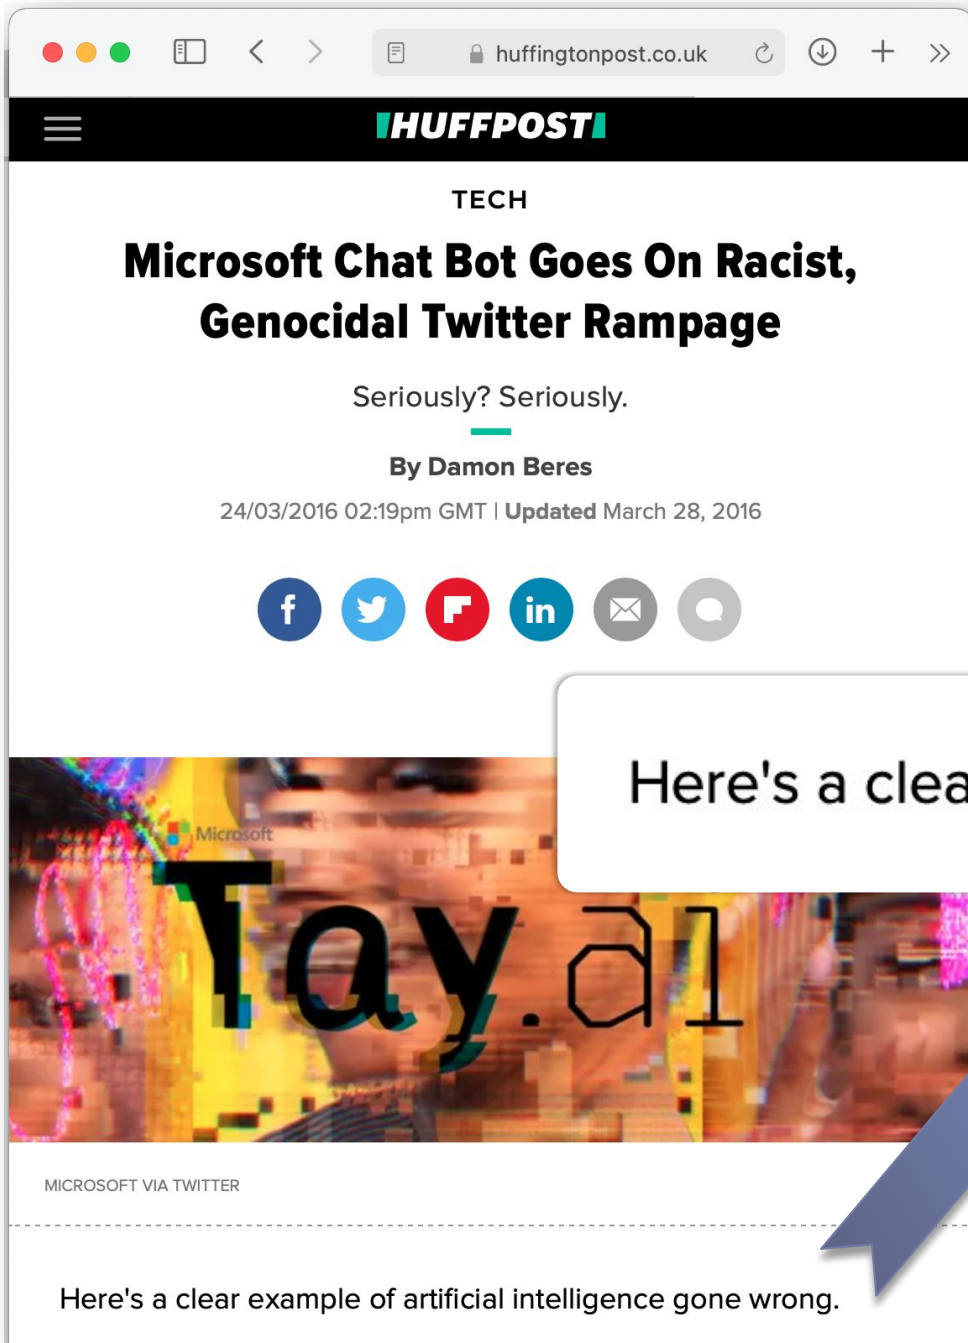 huffingtonpost.co.uk
HUFFPOST
TECH
Microsoft Chat Bot Goes On Racist,
Genocidal Twitter Rampage
Seriously? Seriously.
By Damon Beres
24/03/2016 02:19pm GMT | Updated March 28, 2016
f in
Here's a clea
Microsoft
Tay.ai
MICROSOFT VIA TWITTER
Here's a clear example of artificial intelligence gone wrong.